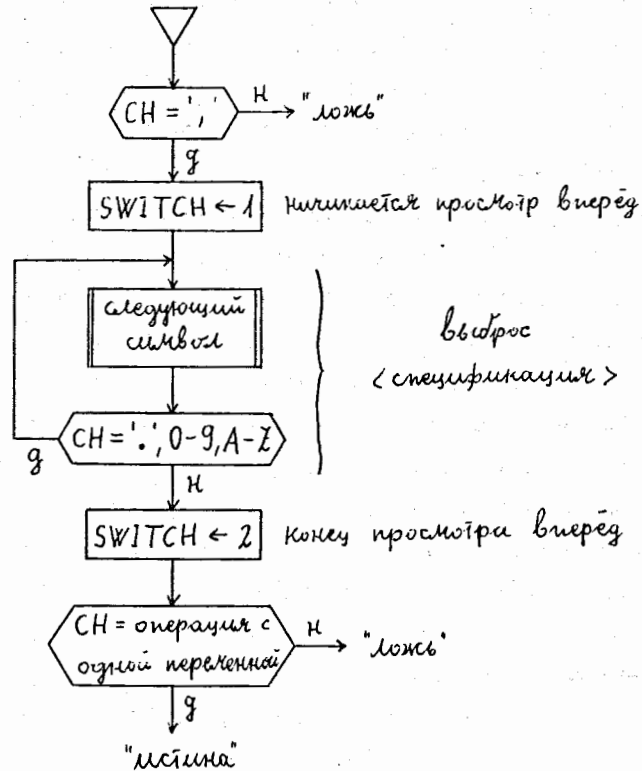 CH = ','
н
"ложь"
д
SWITCH ← 1
начинается просмотр вперёд
следующий
символ
выброс
<спецификация>
CH = '.', 0-9, A-Z
д
н
SWITCH ← 2
конец просмотра вперёд
CH = операция с
одной переменной
н
"ложь"
д
"истина"